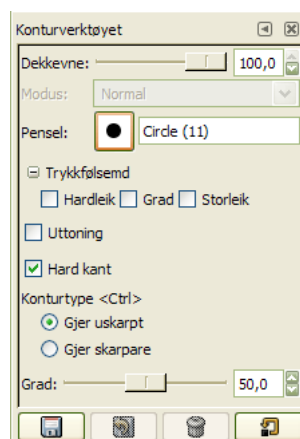 Konturverktøyet
Dekkevne: 100,0
Modus: Normal
Pensel: Circle (11)
Trykkfølsemd
Hardleik Grad Storleik
Uttoning
Hard kant
Konturtype <Ctrl>
Gjer uskarpt
Gjer skarpare
Grad: 50,0